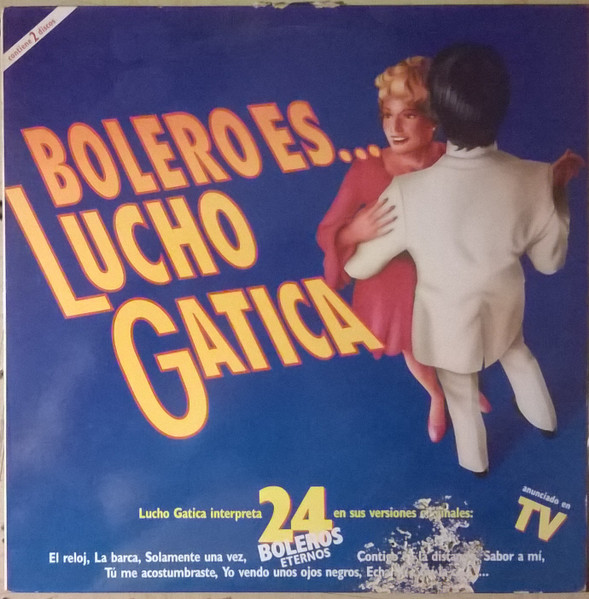 contiene 2 discos
BOLERO ES...
LUCHO
GATICA
Lucho Gatica interpreta 24 en sus versiones
BOLEROS
ETERNOS
anunciado en
TV
El reloj, La barca, Solamente una vez, la Sabor a mí,
Tú me acostumbraste, Yo vendo unos ojos negros,